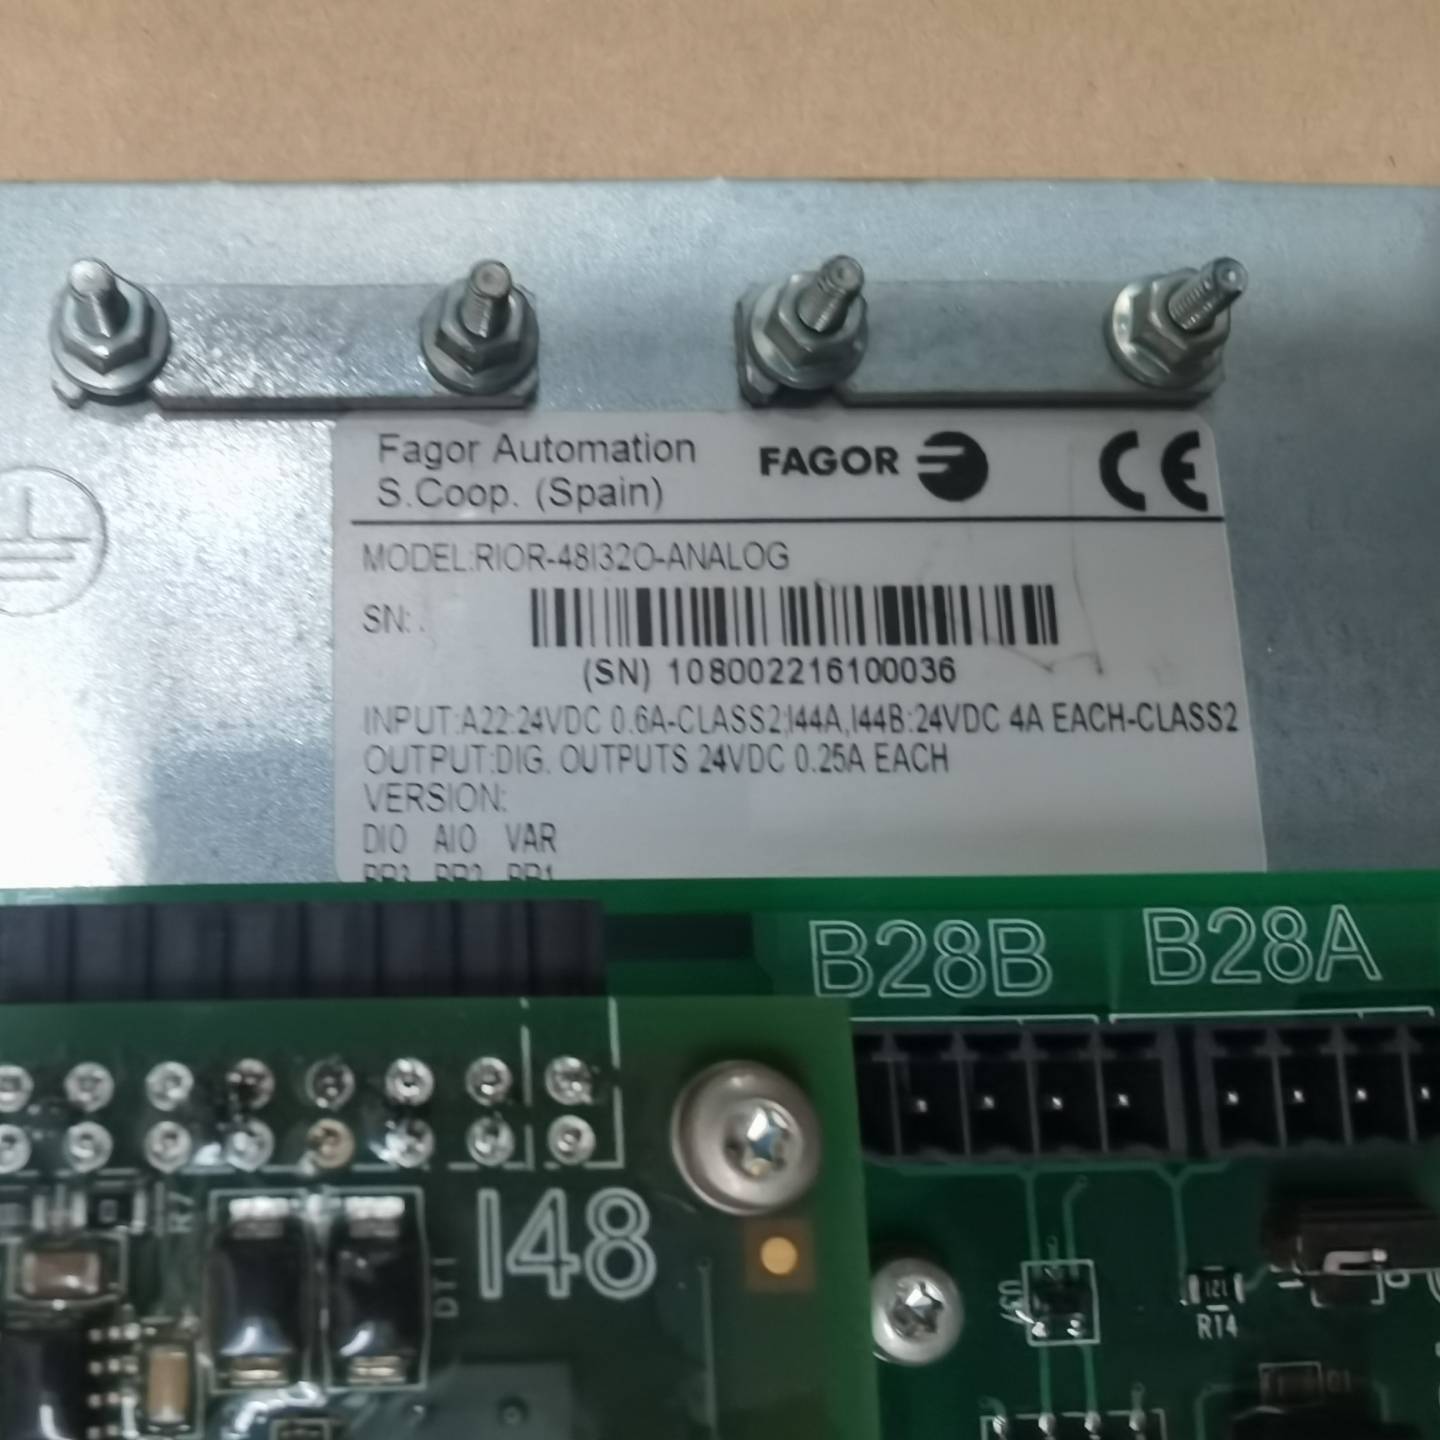 Fagor Automation
S.Coop. (Spain)
FAGOR
CE
MODEL:RIOR-48I32O-ANALOG
SN:.
(SN) 108002216100036
INPUT:A22:24VDC 0.6A-CLASS2;I44A,I44B:24VDC 4A EACH-CLASS2
OUTPUT:DIG. OUTPUTS 24VDC 0.25A EACH
VERSION:
DIO AIO VAR
B28B B28A
I48
DT1
121
R14